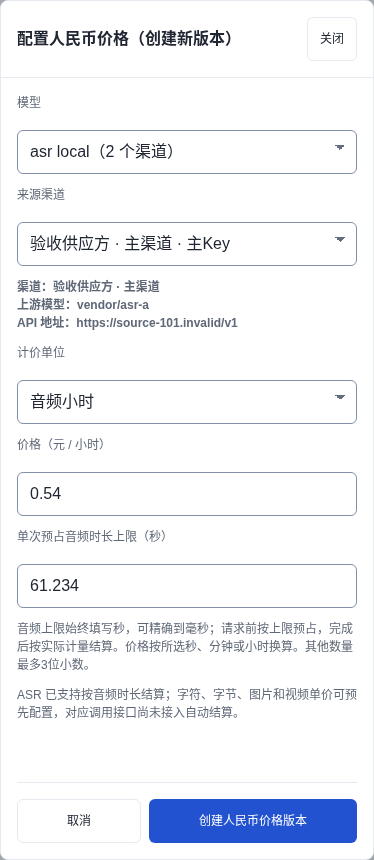 配置人民币价格（创建新版本）
关闭
模型
asr local（2 个渠道）
来源渠道
验收供应方 · 主渠道 · 主Key
渠道：验收供应方 · 主渠道
上游模型：vendor/asr-a
API 地址：https://source-101.invalid/v1
计价单位
音频小时
价格（元 / 小时）
0.54
单次预占音频时长上限（秒）
61.234
音频上限始终填写秒，可精确到毫秒；请求前按上限预占，完成
后按实际计量结算。价格按所选秒、分钟或小时换算。其他数量
最多3位小数。
ASR 已支持按音频时长结算；字符、字节、图片和视频单价可预
先配置，对应调用接口尚未接入自动结算。
取消
创建人民币价格版本